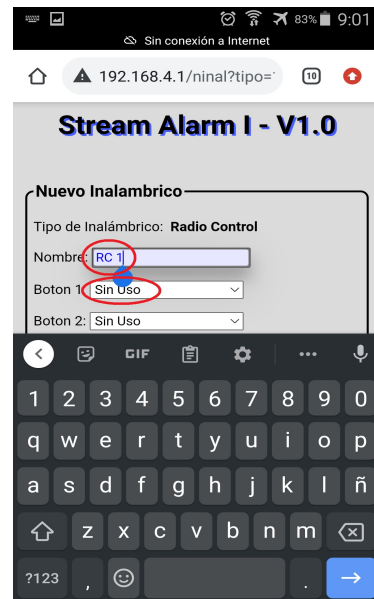 83% 9:01
Sin conexión a Internet
192.168.4.1/ninal?tipo= 10
Stream Alarm I - V1.0
Nuevo Inalambrico
Tipo de Inalámbrico: Radio Control
Nombre: RC 1
Boton 1: Sin Uso
Boton 2: Sin Uso
GIF
1 2 3 4 5 6 7 8 9 0
q w e r t y u i o p
a s d f g h j k l ñ
z x c v b n m
?123 , .